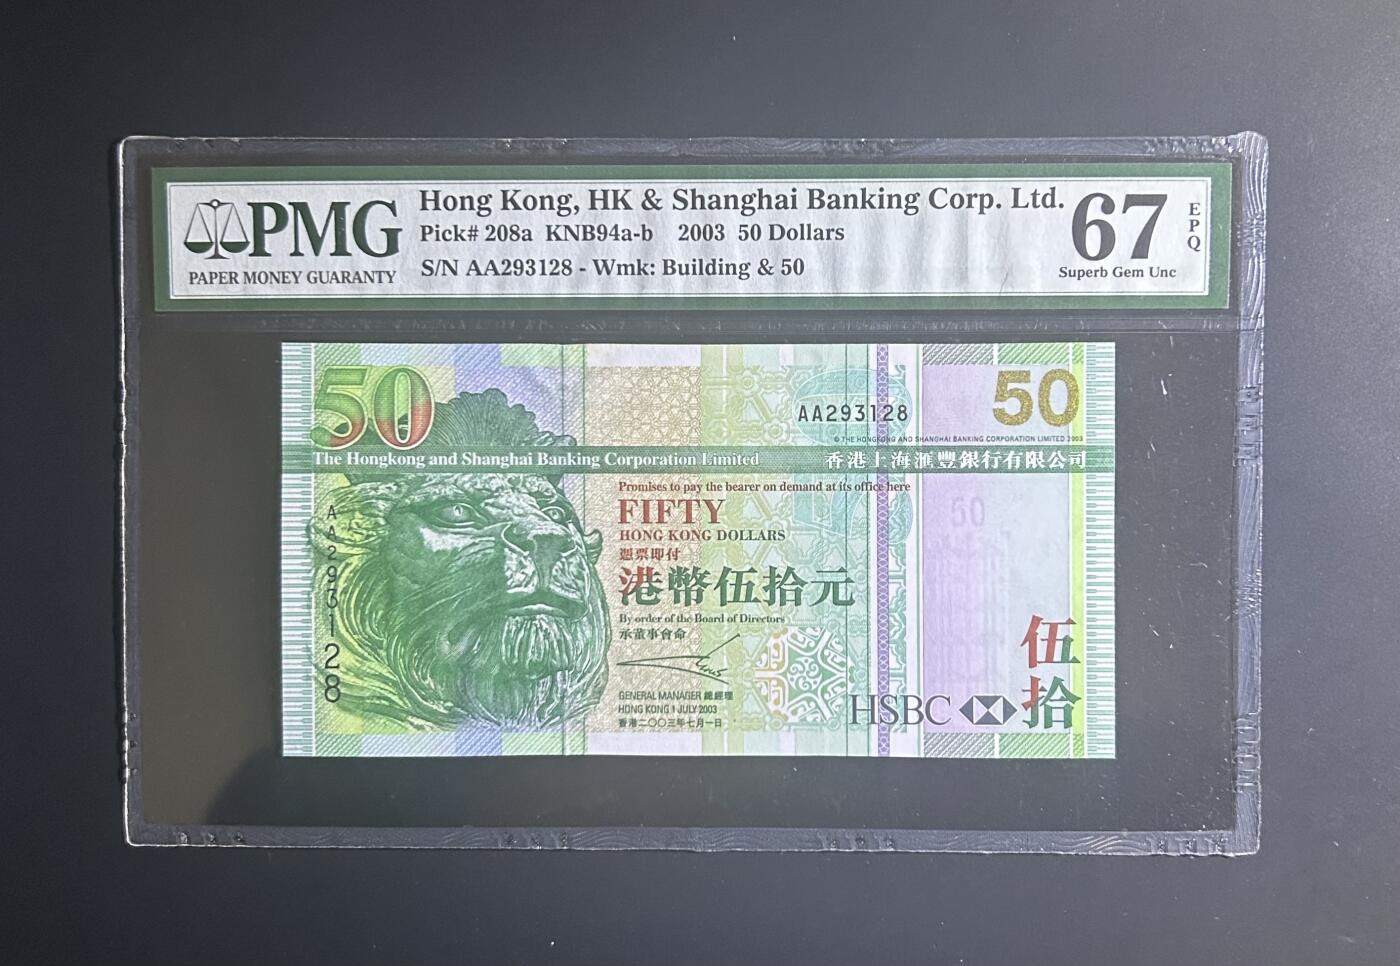 PMG
PAPER MONEY GUARANTY
Hong Kong, HK & Shanghai Banking Corp. Ltd.
Pick# 208a KNB94a-b 2003 50 Dollars
S/N AA293128 - Wmk: Building & 50
67
EPQ
Superb Gem Unc
50
50
AA293128
© THE HONGKONG AND SHANGHAI BANKING CORPORATION LIMITED 2003
The Hongkong and Shanghai Banking Corporation Limited
香港上海滙豐銀行有限公司
Promises to pay the bearer on demand at its office here
FIFTY
HONG KONG DOLLARS
憑票即付
港幣伍拾元
By order of the Board of Directors
承董事會命
GENERAL MANAGER 總經理
HONG KONG 1 JULY 2003
香港二〇〇三年七月一日
AA293128
50
伍拾
HSBC